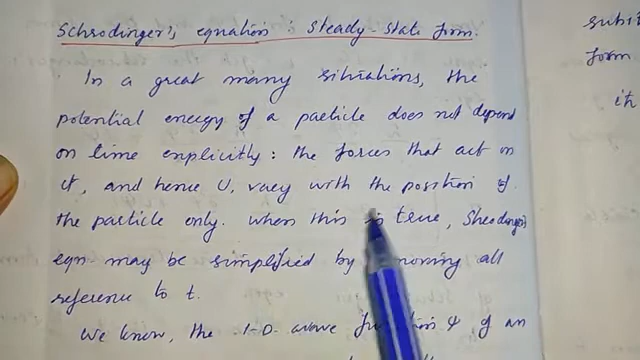 Schrodinger's equation : Steady-state form.
In a great many situations, the
potential energy of a particle does not depend
on time explicitly : the forces that act on
it, and hence U, vary with the position of
the particle only. When this is true, Shrodinger's
eqn may be simplified by removing all
reference to t.
We know, the 1-D. wave function ψ of an
form
iħ